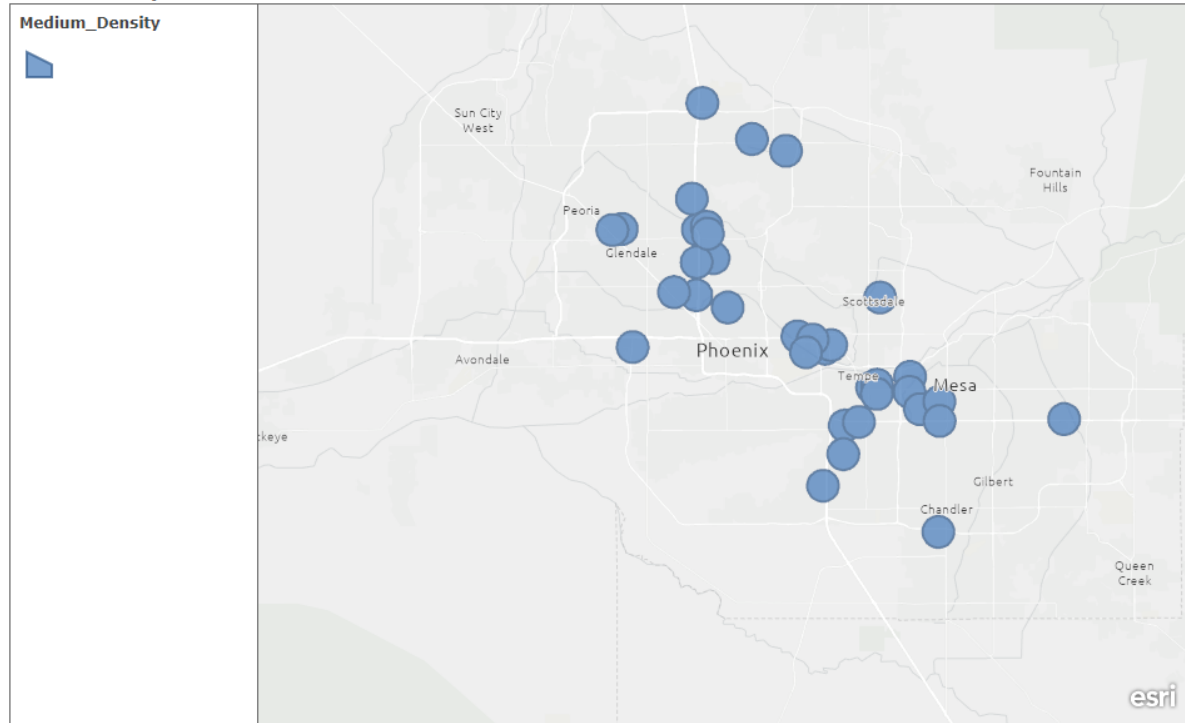 Medium_Density
Sun City
West
Fountain
Hills
Peoria
Glendale
Scottsdale
Phoenix
Avondale
Tempe
Mesa
ckeye
Gilbert
Chandler
Queen
Creek
esri